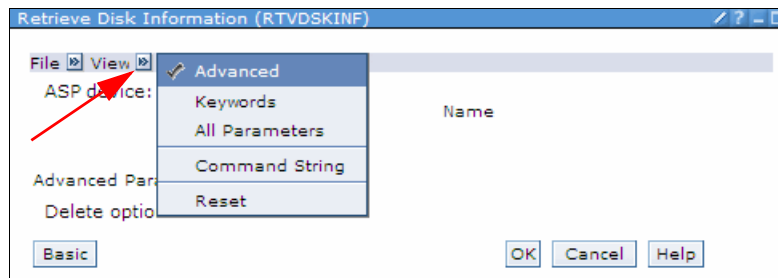 Retrieve Disk Information (RTVDSKINF)
File View
Advanced
ASP device:
Keywords
Name
All Parameters
Command String
Advanced Para
Reset
Delete optio
Basic OK Cancel Help